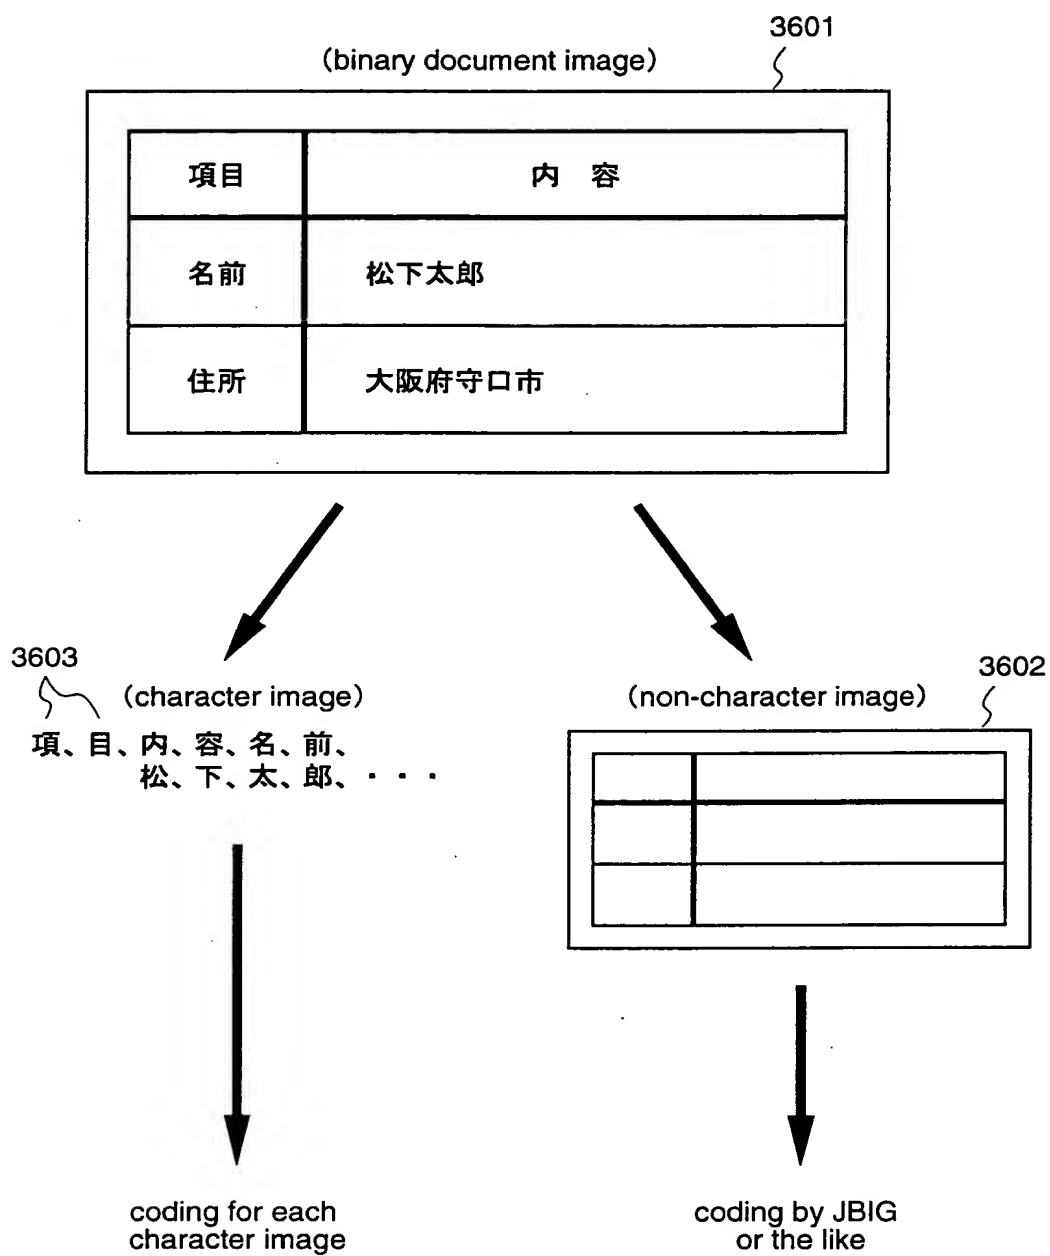 3601
（binary document image）
項目
内 容
名前
松下太郎
住所
大阪府守口市
3603
（character image）
項、目、内、容、名、前、
松、下、太、郎、・・・
3602
（non-character image）
coding for each
character image
coding by JBIG
or the like